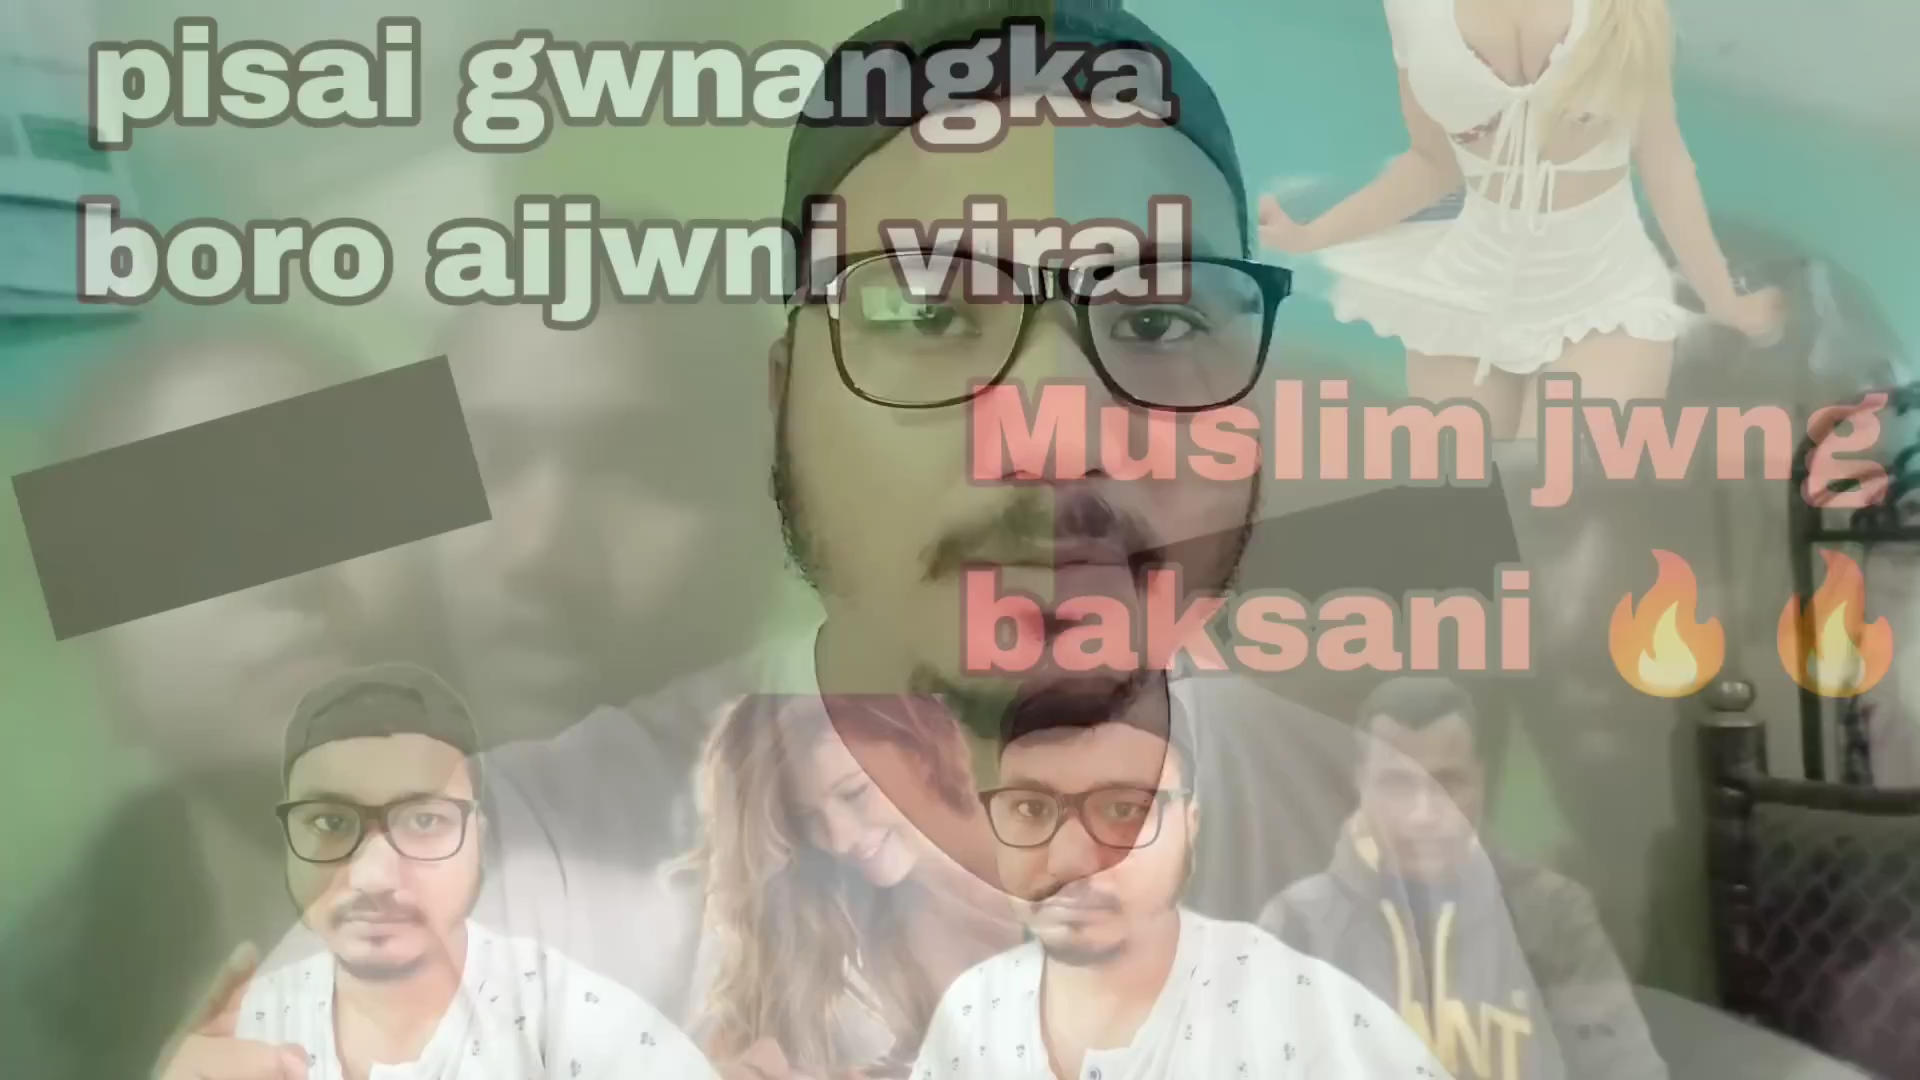 pisai gwnangka
boro aijwni viral
Muslim jwng
baksani 🔥🔥